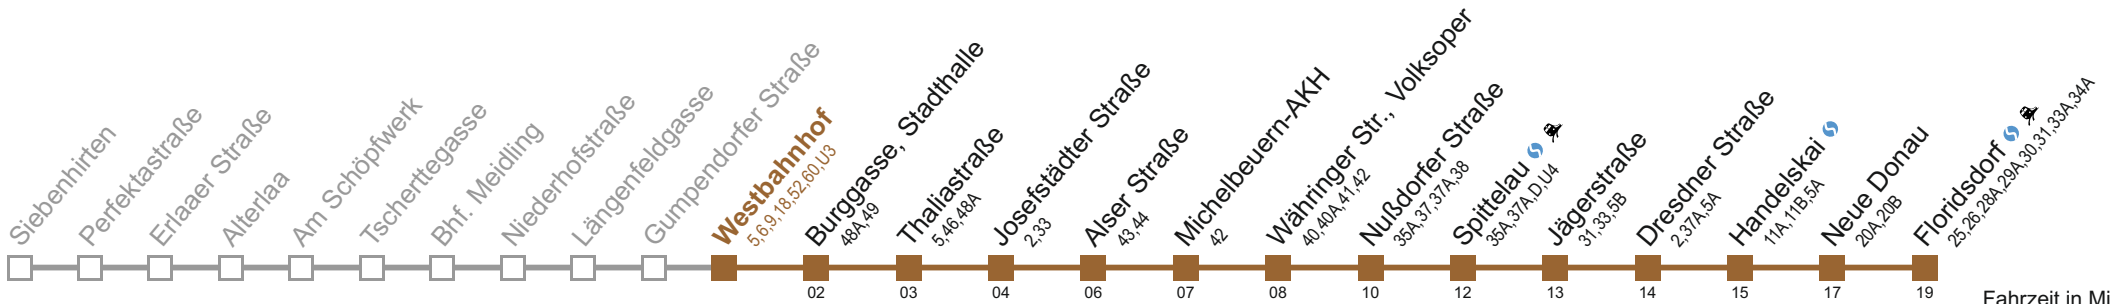 Siebenhirten
Perfektastraße
Erlaaer Straße
Alterlaa
Am Schöpfwerk
Tscherttegasse
Bhf. Meidling
Niederhofstraße
Längenfeldgasse
Gumpendorfer Straße
Westbahnhof
5,6,9,18,52,60,U3
Burggasse, Stadthalle
48A,49
Thaliastraße
5,46,48A
Josefstädter Straße
2,33
Alser Straße
43,44
Michelbeuern-AKH
42
Währinger Str., Volksoper
40,40A,41,42
Nußdorfer Straße
35A,37,37A,38
Spittelau
35A,37A,D,U4
Jägerstraße
31,33,5B
Dresdner Straße
2,37A,5A
Handelskai
11A,11B,5A
Neue Donau
20A,20B
Floridsdorf
25,26,28A,29A,30,31,33A,34A
02 03 04 06 07 08 10 12 13 14 15 17 19
Fahrzeit in Mi